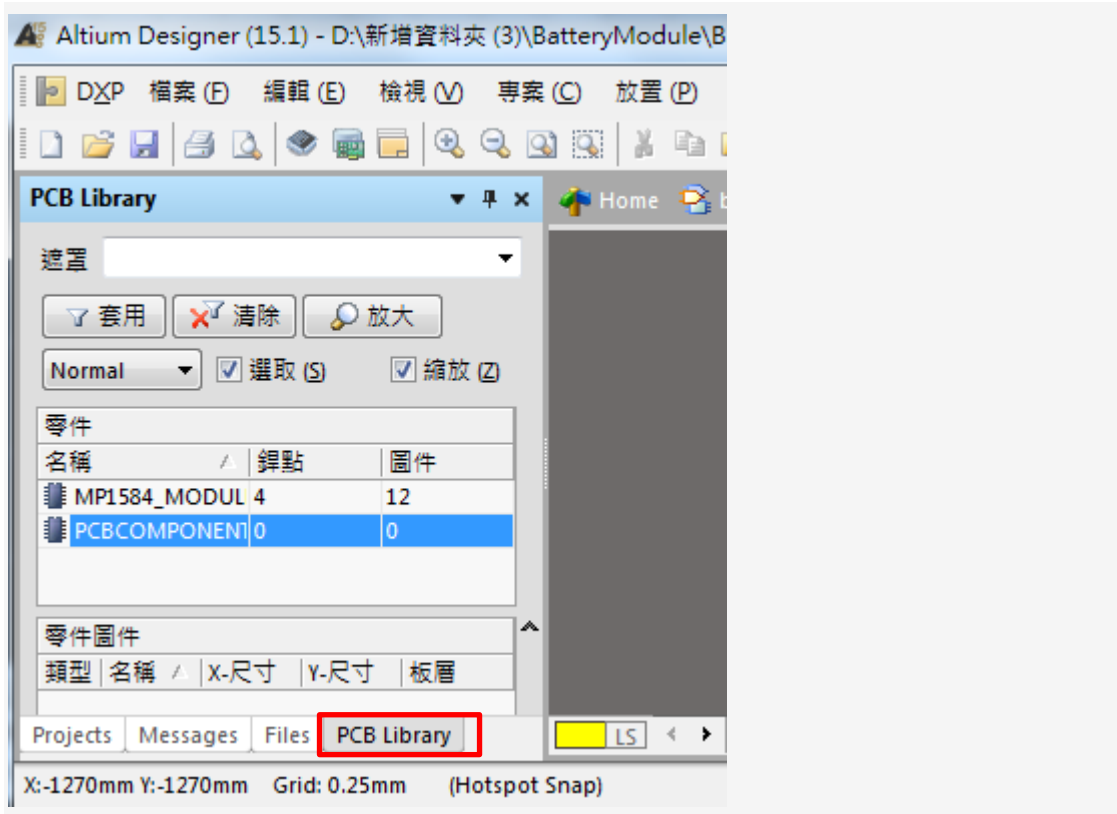 Altium Designer (15.1) - D:\新增資料夾 (3)\BatteryModule\B
DXP 檔案 (F) 編輯 (E) 檢視 (V) 專案 (C) 放置 (P)
PCB Library
Home
遮罩
套用 清除 放大
Normal 選取 (S) 縮放 (Z)
零件
名稱 銲點 圖件
MP1584_MODUL 4 12
PCBCOMPONENT 0 0
零件圖件
類型 名稱 X-尺寸 Y-尺寸 板層
Projects Messages Files PCB Library LS
X:-1270mm Y:-1270mm Grid: 0.25mm (Hotspot Snap)